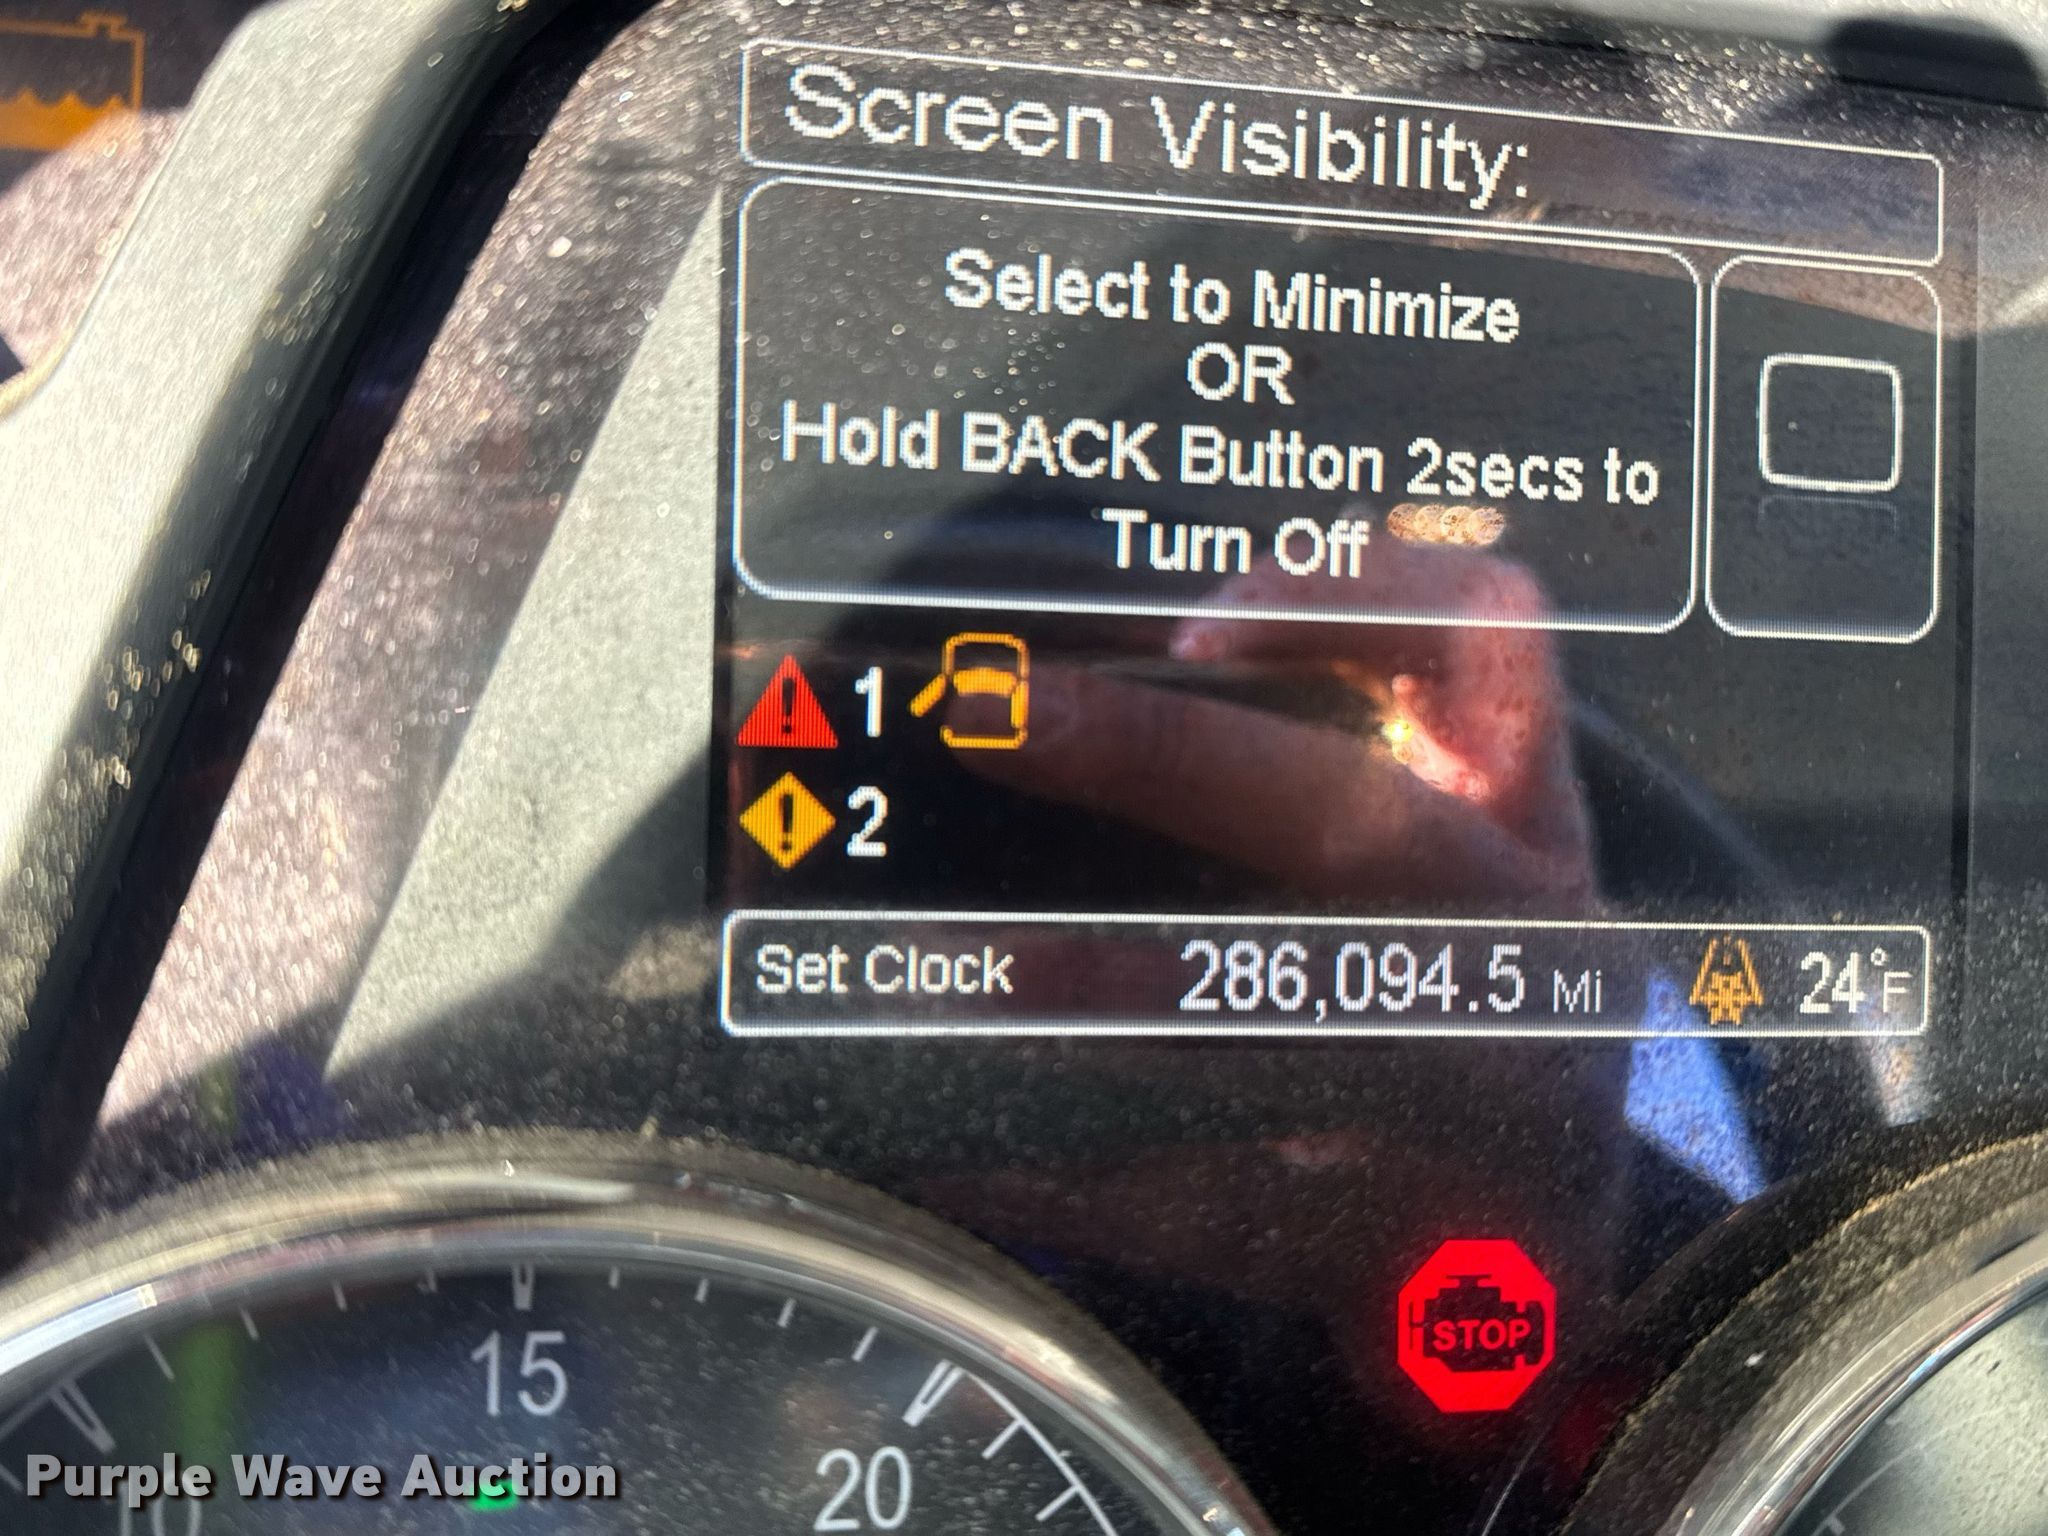 Screen Visibility:
Select to Minimize
OR
Hold BACK Button 2secs to
Turn Off
1
2
Set Clock 286,094.5 Mi 24°F
STOP
15
20
10
Purple Wave Auction